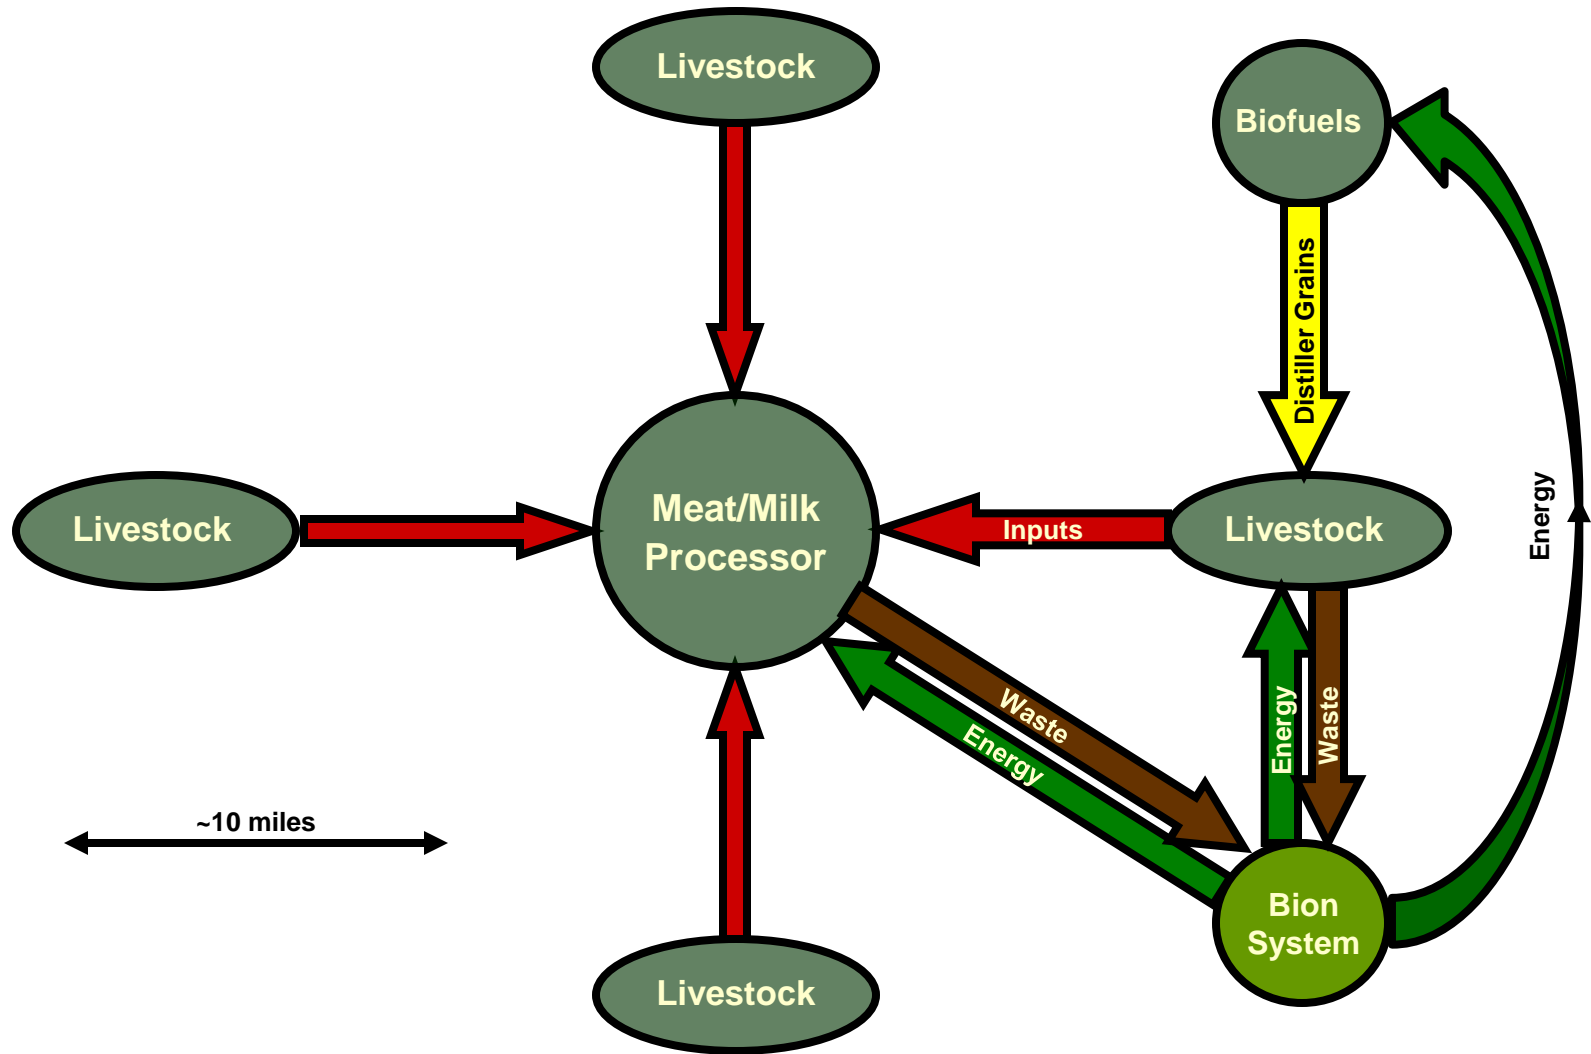 Livestock
Biofuels
Distiller Grains
Livestock
Meat/Milk
Processor
Inputs
Livestock
Energy
Waste
Energy
Energy
Waste
~10 miles
Bion
System
Livestock